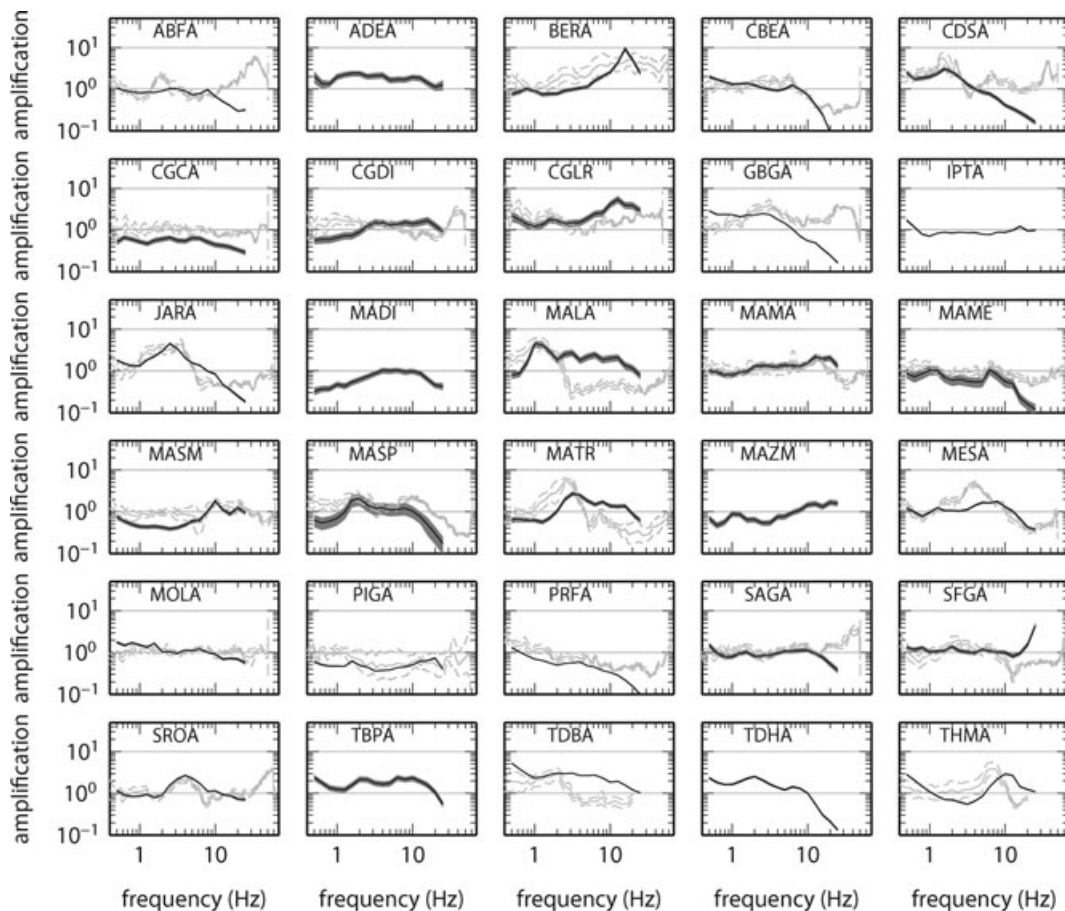 amplification ABFA ADEA BERA CBEA CDSA
10¹
10⁰
10⁻¹
amplification CGCA CGDI CGLR GBGA IPTA
10¹
10⁰
10⁻¹
amplification JARA MADI MALA MAMA MAME
10¹
10⁰
10⁻¹
amplification MASM MASP MATR MAZM MESA
10¹
10⁰
10⁻¹
amplification MOLA PIGA PRFA SAGA SFGA
10¹
10⁰
10⁻¹
amplification SROA TBPA TDBA TDHA THMA
10¹
10⁰
10⁻¹
1 10 1 10 1 10 1 10 1 10
frequency (Hz) frequency (Hz) frequency (Hz) frequency (Hz) frequency (Hz)